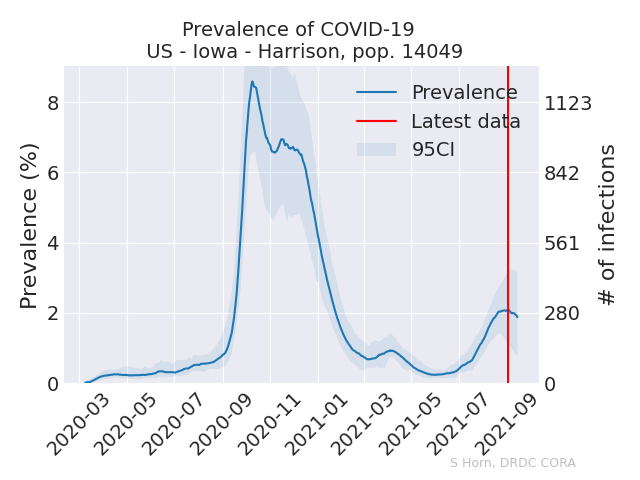 Prevalence of COVID-19
US - Iowa - Harrison, pop. 14049
Prevalence
Latest data
95CI
Prevalence (%)
8
6
4
2
0
1123
842
561
280
0
# of infections
2020-03
2020-05
2020-07
2020-09
2020-11
2021-01
2021-03
2021-05
2021-07
2021-09
S Horn, DRDC CORA